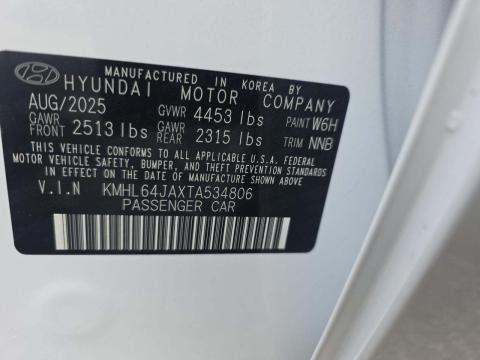 MANUFACTURED IN KOREA BY
HYUNDAI MOTOR COMPANY
AUG/2025 GVWR 4453 lbs PAINT W6H
GAWR FRONT 2513 lbs GAWR REAR 2315 lbs TRIM NNB
THIS VEHICLE CONFORMS TO ALL APPLICABLE U.S.A. FEDERAL
MOTOR VEHICLE SAFETY, BUMPER, AND THEFT PREVENTION
STANDARDS IN EFFECT ON THE DATE OF MANUFACTURE SHOWN
ABOVE.
V.I.N KMHL64JAXTA534806
PASSENGER CAR